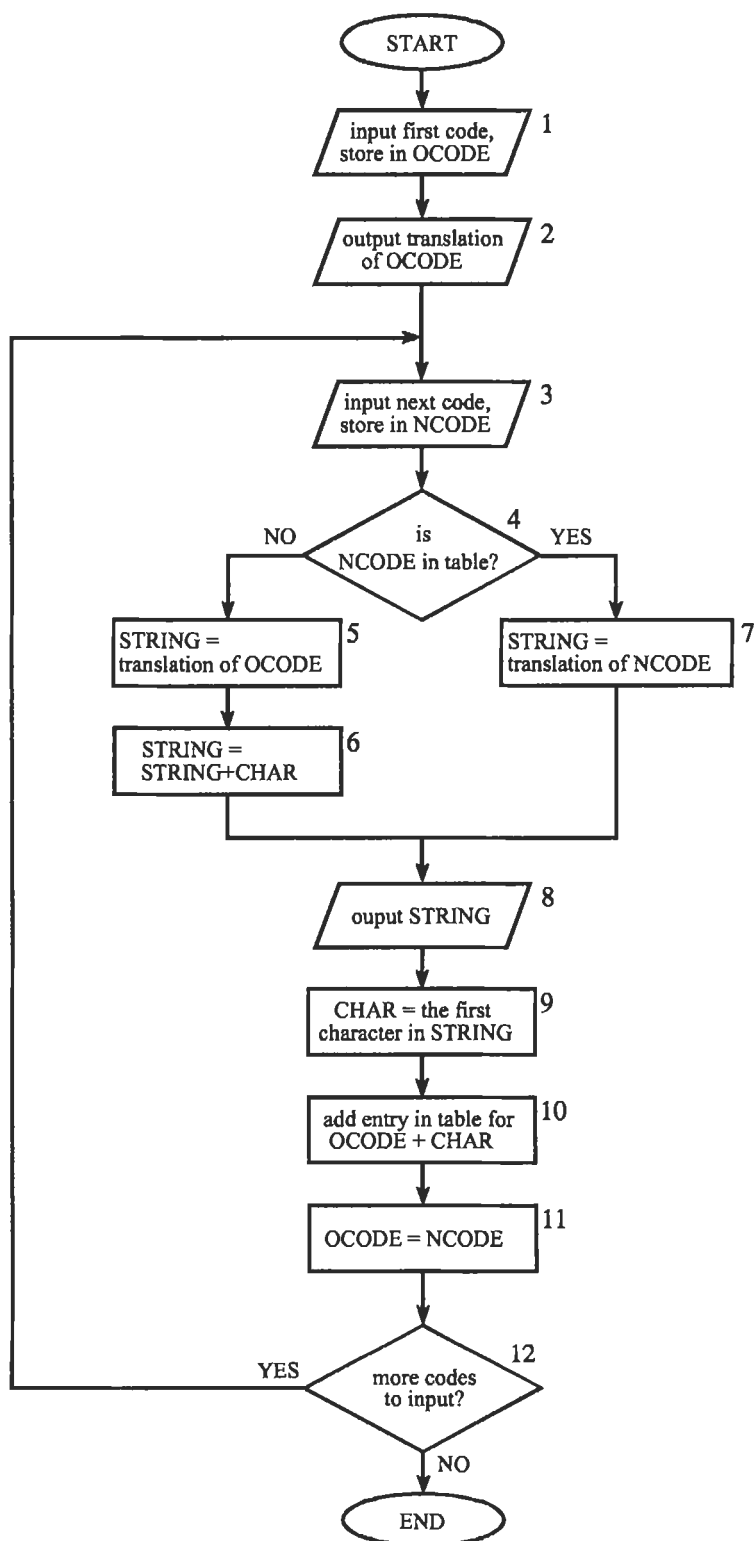 START
1
input first code,
store in OCODE
2
output translation
of OCODE
3
input next code,
store in NCODE
4
is
NCODE in table?
NO
YES
5
STRING =
translation of OCODE
7
STRING =
translation of NCODE
6
STRING =
STRING+CHAR
8
ouput STRING
9
CHAR = the first
character in STRING
10
add entry in table for
OCODE + CHAR
11
OCODE = NCODE
12
YES
more codes
to input?
NO
END